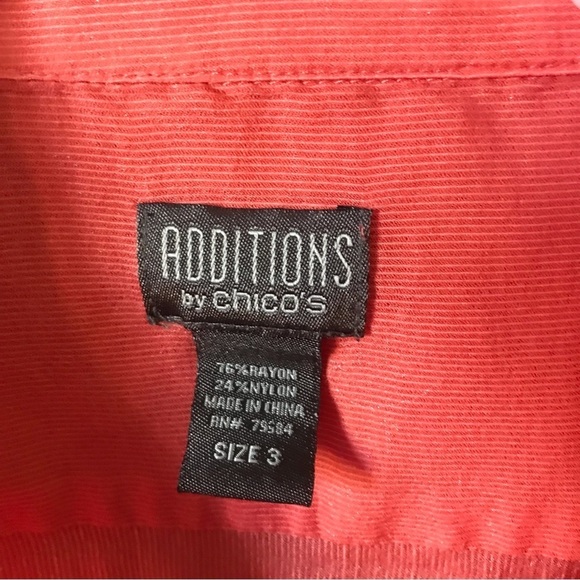 ADDITIONS
by chico's
76%RAYON
24%NYLON
MADE IN CHINA
RN# 79584
SIZE 3